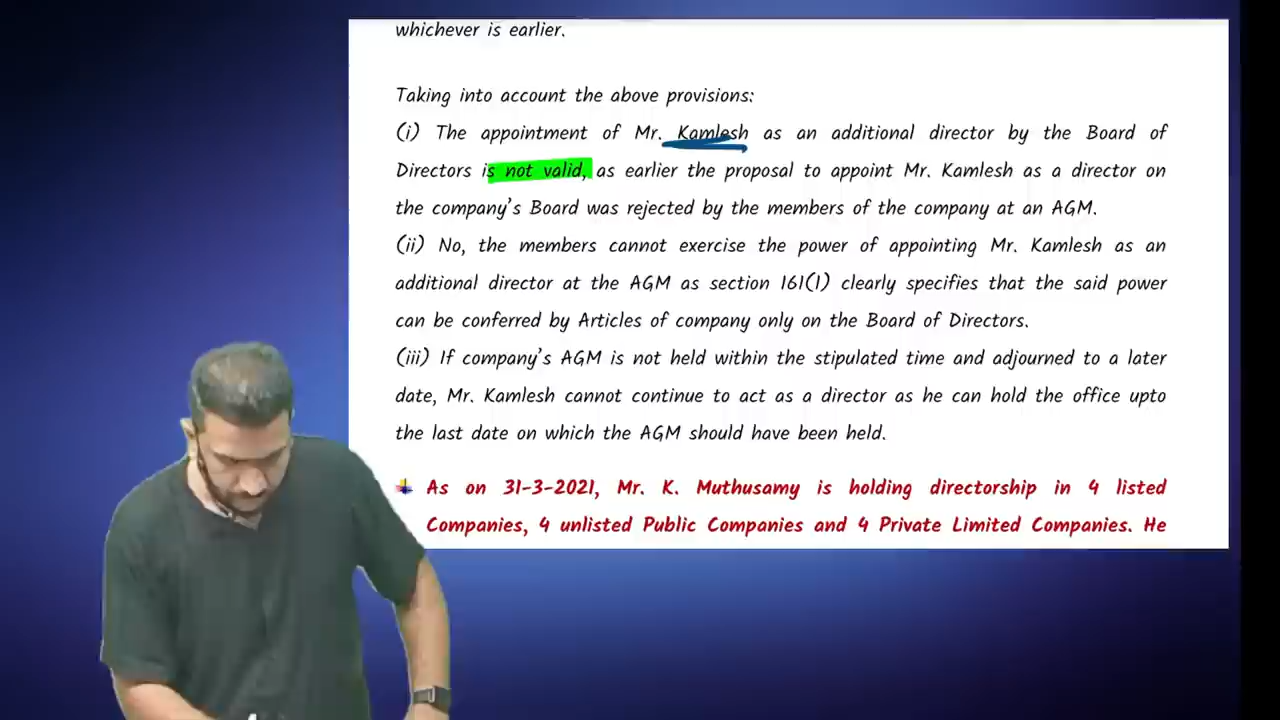 whichever is earlier.
Taking into account the above provisions:
(i) The appointment of Mr. Kamlesh as an additional director by the Board of
Directors is not valid, as earlier the proposal to appoint Mr. Kamlesh as a director on
the company's Board was rejected by the members of the company at an AGM.
(ii) No, the members cannot exercise the power of appointing Mr. Kamlesh as an
additional director at the AGM as section 161(1) clearly specifies that the said power
can be conferred by Articles of company only on the Board of Directors.
(iii) If company's AGM is not held within the stipulated time and adjourned to a later
date, Mr. Kamlesh cannot continue to act as a director as he can hold the office upto
the last date on which the AGM should have been held.
As on 31-3-2021, Mr. K. Muthusamy is holding directorship in 4 listed
Companies, 4 unlisted Public Companies and 4 Private Limited Companies. He